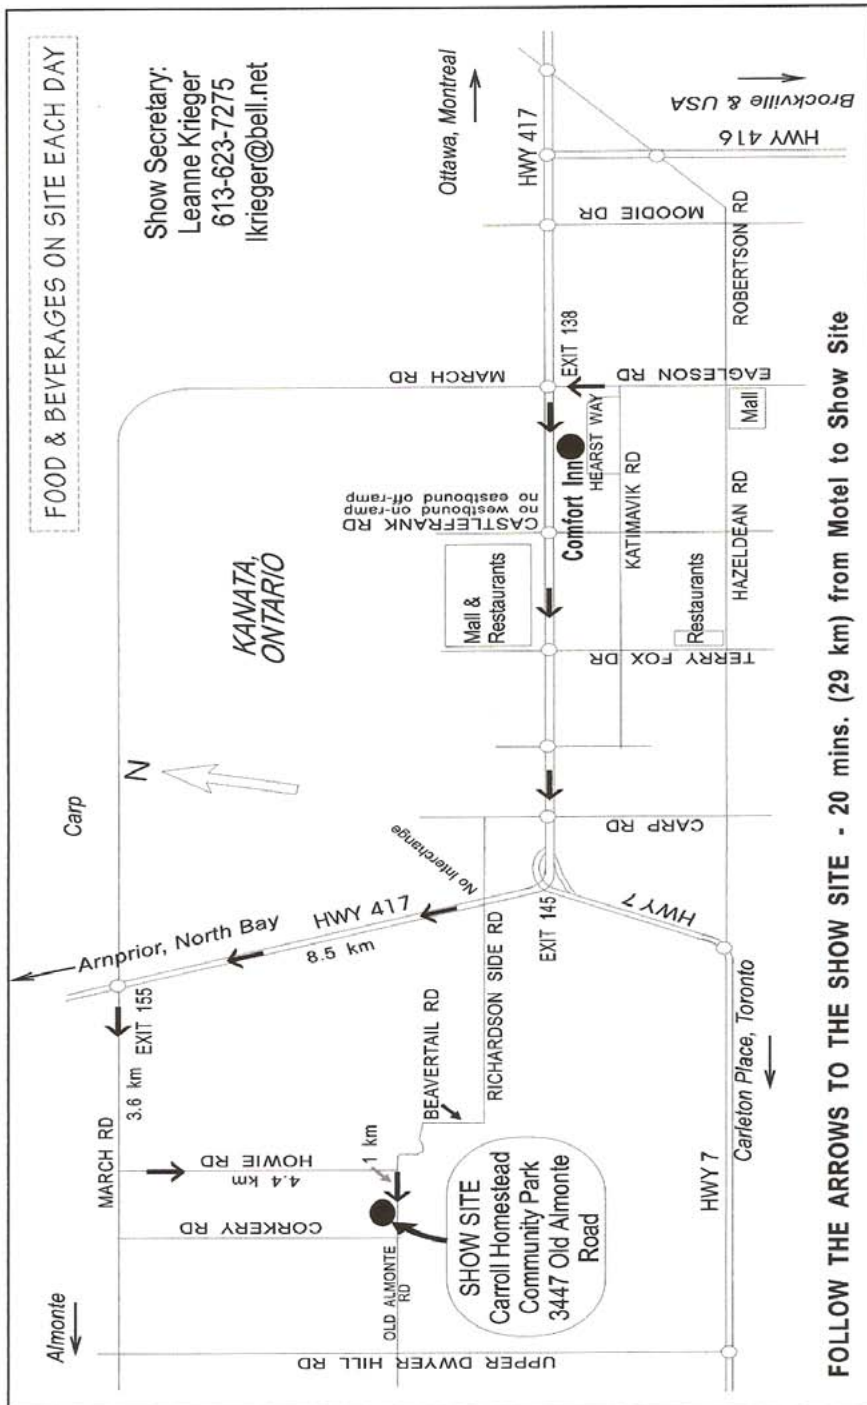 FOOD & BEVERAGES ON SITE EACH DAY
Show Secretary:
Leanne Krieger
613-623-7275
lkrieger@bell.net
Ottawa, Montreal
HWY 417
Brockville & USA
HWY 416
MOODIE DR
ROBERTSON RD
EXIT 138
MARCH RD
EAGLESON RD
Mall
HEARST WAY
Comfort Inn
KATIMAVIK RD
HAZELDEAN RD
CASTLEFRANK RD
no westbound on-ramp
no eastbound off-ramp
Mall &
Restaurants
Restaurants
TERRY FOX DR
KANATA,
ONTARIO
N
Carp
CARP RD
No Interchange
HWY 417
8.5 km
Arnprior, North Bay
EXIT 145
HWY 7
RICHARDSON SIDE RD
BEAVERTAIL RD
EXIT 155
3.6 km
MARCH RD
HOWIE RD
4.4 km
1 km
CORKERY RD
OLD ALMONTE
RD
SHOW SITE
Carroll Homestead
Community Park
3447 Old Almonte
Road
Carleton Place, Toronto
HWY 7
Almonte
UPPER DWYER HILL RD
FOLLOW THE ARROWS TO THE SHOW SITE - 20 mins. (29 km) from Motel to Show Site